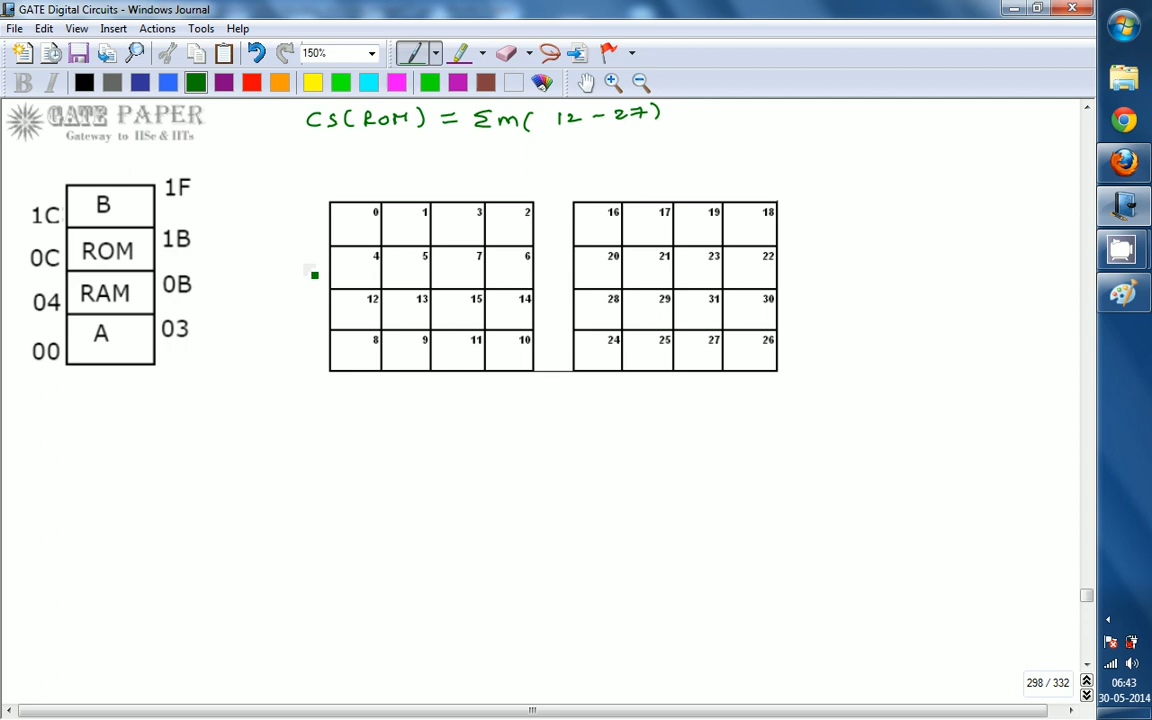 GATE Digital Circuits - Windows Journal
File Edit View Insert Actions Tools Help
150%
B I
GATE PAPER
Gateway to IISc & IITs
CS(ROM) = Σm( 12 - 27)
1F
1C B
1B
0C ROM
0B
04 RAM
03
00 A
0 1 3 2
4 5 7 6
12 13 15 14
8 9 11 10
16 17 19 18
20 21 23 22
28 29 31 30
24 25 27 26
298 / 332
06:43
30-05-2014